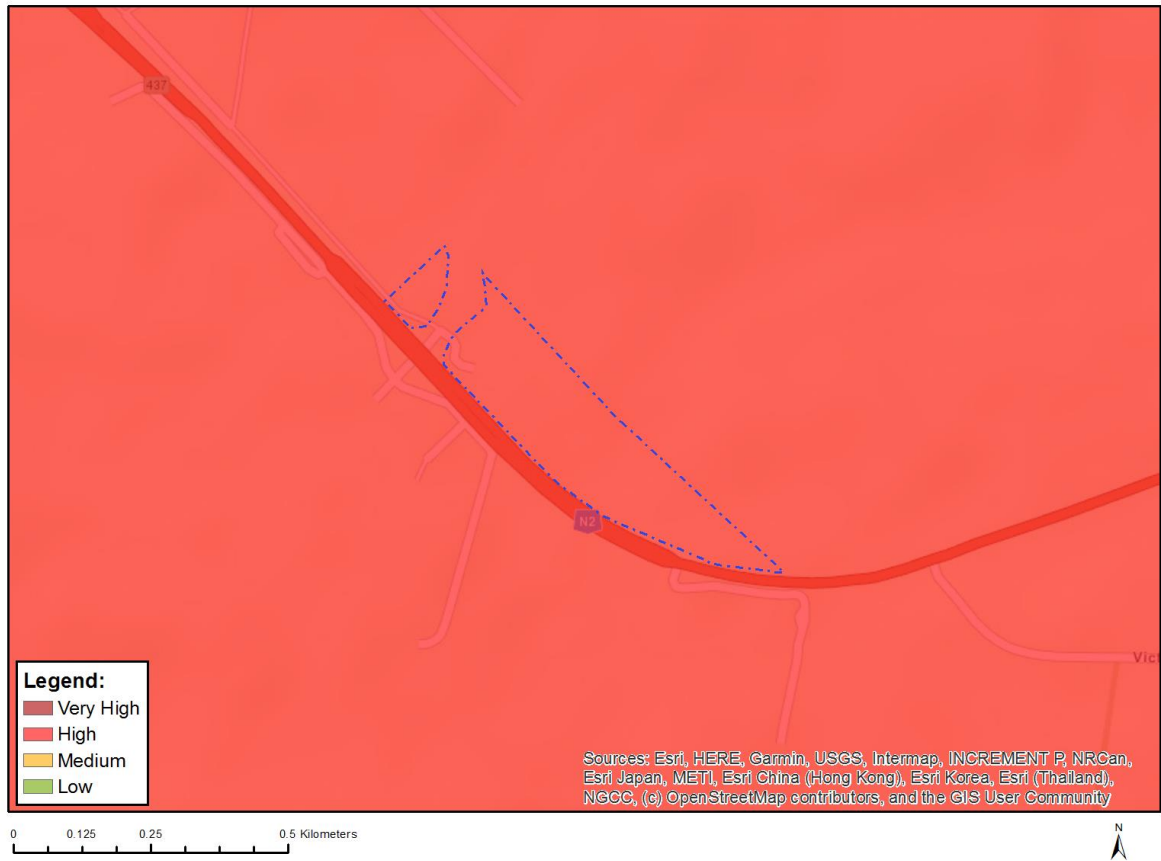 437
N2
Vict
Legend:
Very High
High
Medium
Low
Sources: Esri, HERE, Garmin, USGS, Intermap, INCREMENT P, NRCan,
Esri Japan, METI, Esri China (Hong Kong), Esri Korea, Esri (Thailand),
NGCC, (c) OpenStreetMap contributors, and the GIS User Community
0 0.125 0.25 0.5 Kilometers
N